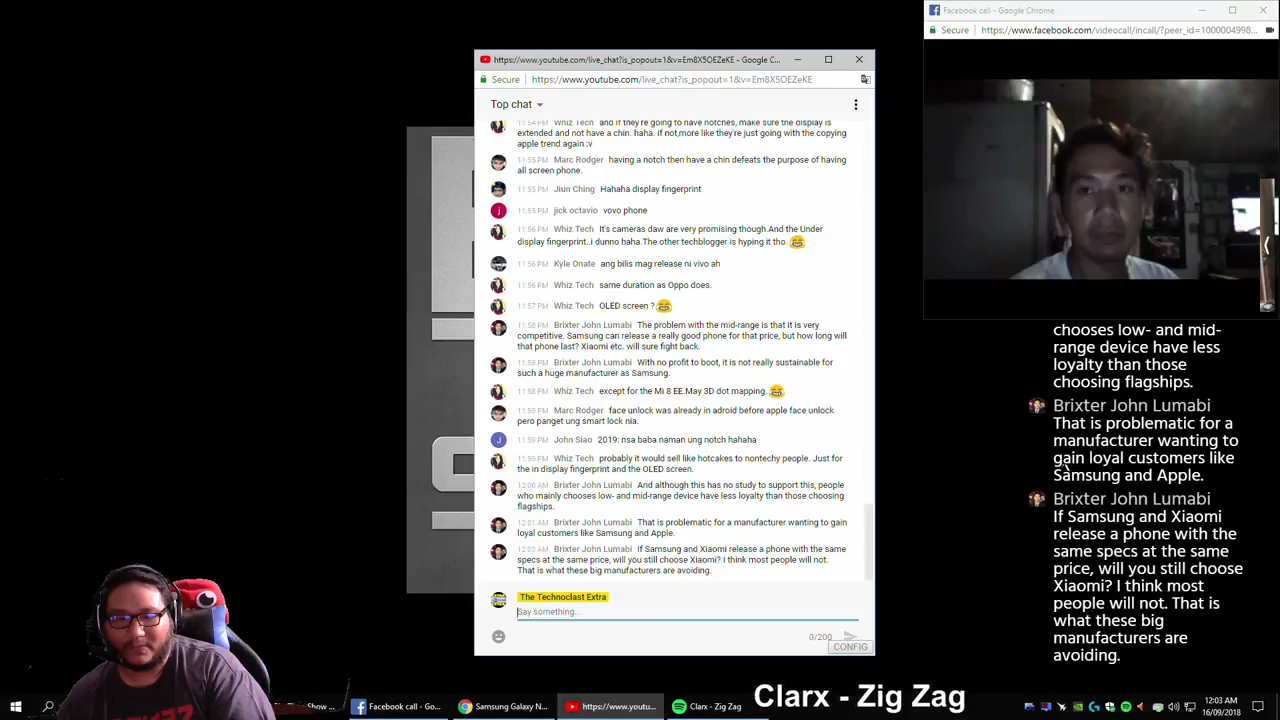 Facebook call - Google Chrome
Secure
https://www.facebook.com/videocall/incall/?peer_id=1000004998...
https://www.youtube.com/live_chat?is_popout=1&v=Em8X5OEZeKE - Google C...
Secure
https://www.youtube.com/live_chat?is_popout=1&v=Em8X5OEZeKE
Top chat
11:54 PM Whiz Tech and if they're going to have notches, make sure the display is
extended and not have a chin. haha. if not,more like they're just going with the copying
apple trend again :v
11:55 PM Marc Rodger having a notch then have a chin defeats the purpose of having
all screen phone.
11:55 PM Jiun Ching Hahaha display fingerprint
j
11:55 PM jick octavio vovo phone
11:56 PM Whiz Tech It's cameras daw are very promising though.And the Under
display fingerprint..i dunno haha.The other techblogger is hyping it tho.
11:56 PM Kyle Onate ang bilis mag release ni vivo ah
11:56 PM Whiz Tech same duration as Oppo does.
11:57 PM Whiz Tech OLED screen ?
11:58 PM Brixter John Lumabi The problem with the mid-range is that it is very
competitive. Samsung can release a really good phone for that price, but how long will
that phone last? Xiaomi etc. will sure fight back.
11:58 PM Brixter John Lumabi With no profit to boot, it is not really sustainable for
such a huge manufacturer as Samsung.
11:58 PM Whiz Tech except for the Mi 8 EE.May 3D dot mapping.
11:59 PM Marc Rodger face unlock was already in adroid before apple face unlock
pero panget ung smart lock nia.
J
11:59 PM John Siao 2019: nsa baba naman ung notch hahaha
11:59 PM Whiz Tech probably it would sell like hotcakes to nontechy people. Just for
the in display fingerprint and the OLED screen.
12:00 AM Brixter John Lumabi And although this has no study to support this, people
who mainly chooses low- and mid-range device have less loyalty than those choosing
flagships.
12:01 AM Brixter John Lumabi That is problematic for a manufacturer wanting to gain
loyal customers like Samsung and Apple.
12:03 AM Brixter John Lumabi If Samsung and Xiaomi release a phone with the same
specs at the same price, will you still choose Xiaomi? I think most people will not.
That is what these big manufacturers are avoiding.
The Technoclast Extra
Say something...
0/200
CONFIG
chooses low- and mid-
range device have less
loyalty than those
choosing flagships.
Brixter John Lumabi
That is problematic for a
manufacturer wanting to
gain loyal customers like
Samsung and Apple.
Brixter John Lumabi
If Samsung and Xiaomi
release a phone with the
same specs at the same
price, will you still choose
Xiaomi? I think most
people will not. That is
what these big
manufacturers are
avoiding.
Clarx - Zig Zag
Show ...
Facebook call - Go...
Samsung Galaxy N...
https://www.youtu...
Clarx - Zig Zag
12:03 AM
16/09/2018